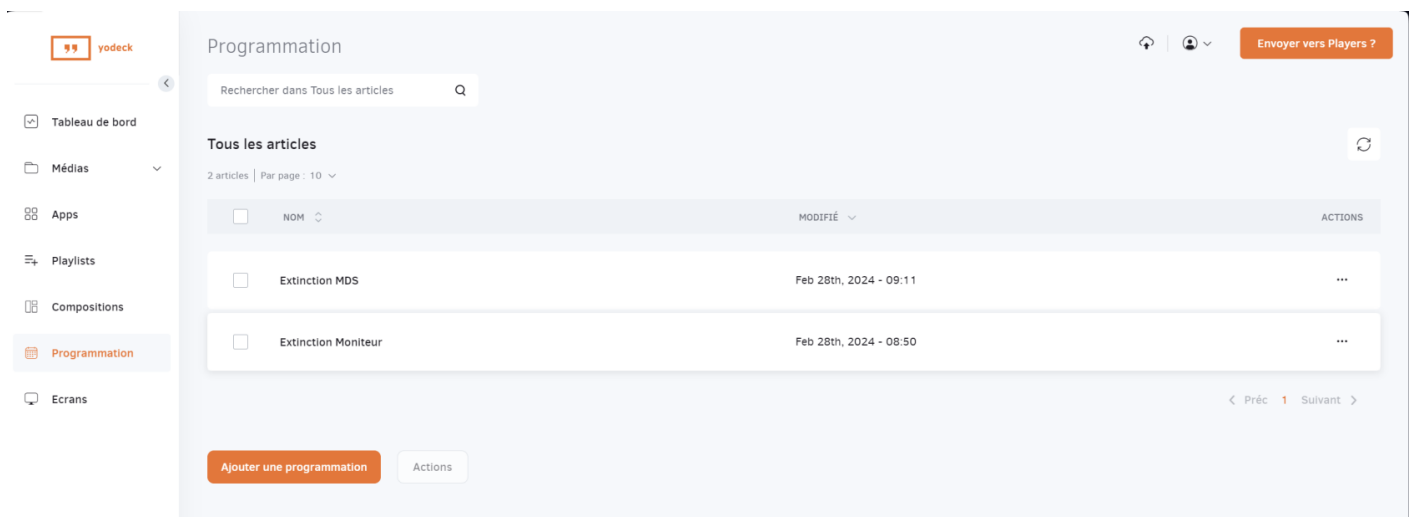 yodeck
Programmation
Envoyer vers Players ?
Rechercher dans Tous les articles
Tableau de bord
Médias
Apps
Playlists
Compositions
Programmation
Ecrans
Tous les articles
2 articles | Par page : 10
NOM MODIFIÉ ACTIONS
Extinction MDS Feb 28th, 2024 - 09:11 ...
Extinction Moniteur Feb 28th, 2024 - 08:50 ...
< Préc 1 Suivant >
Ajouter une programmation Actions